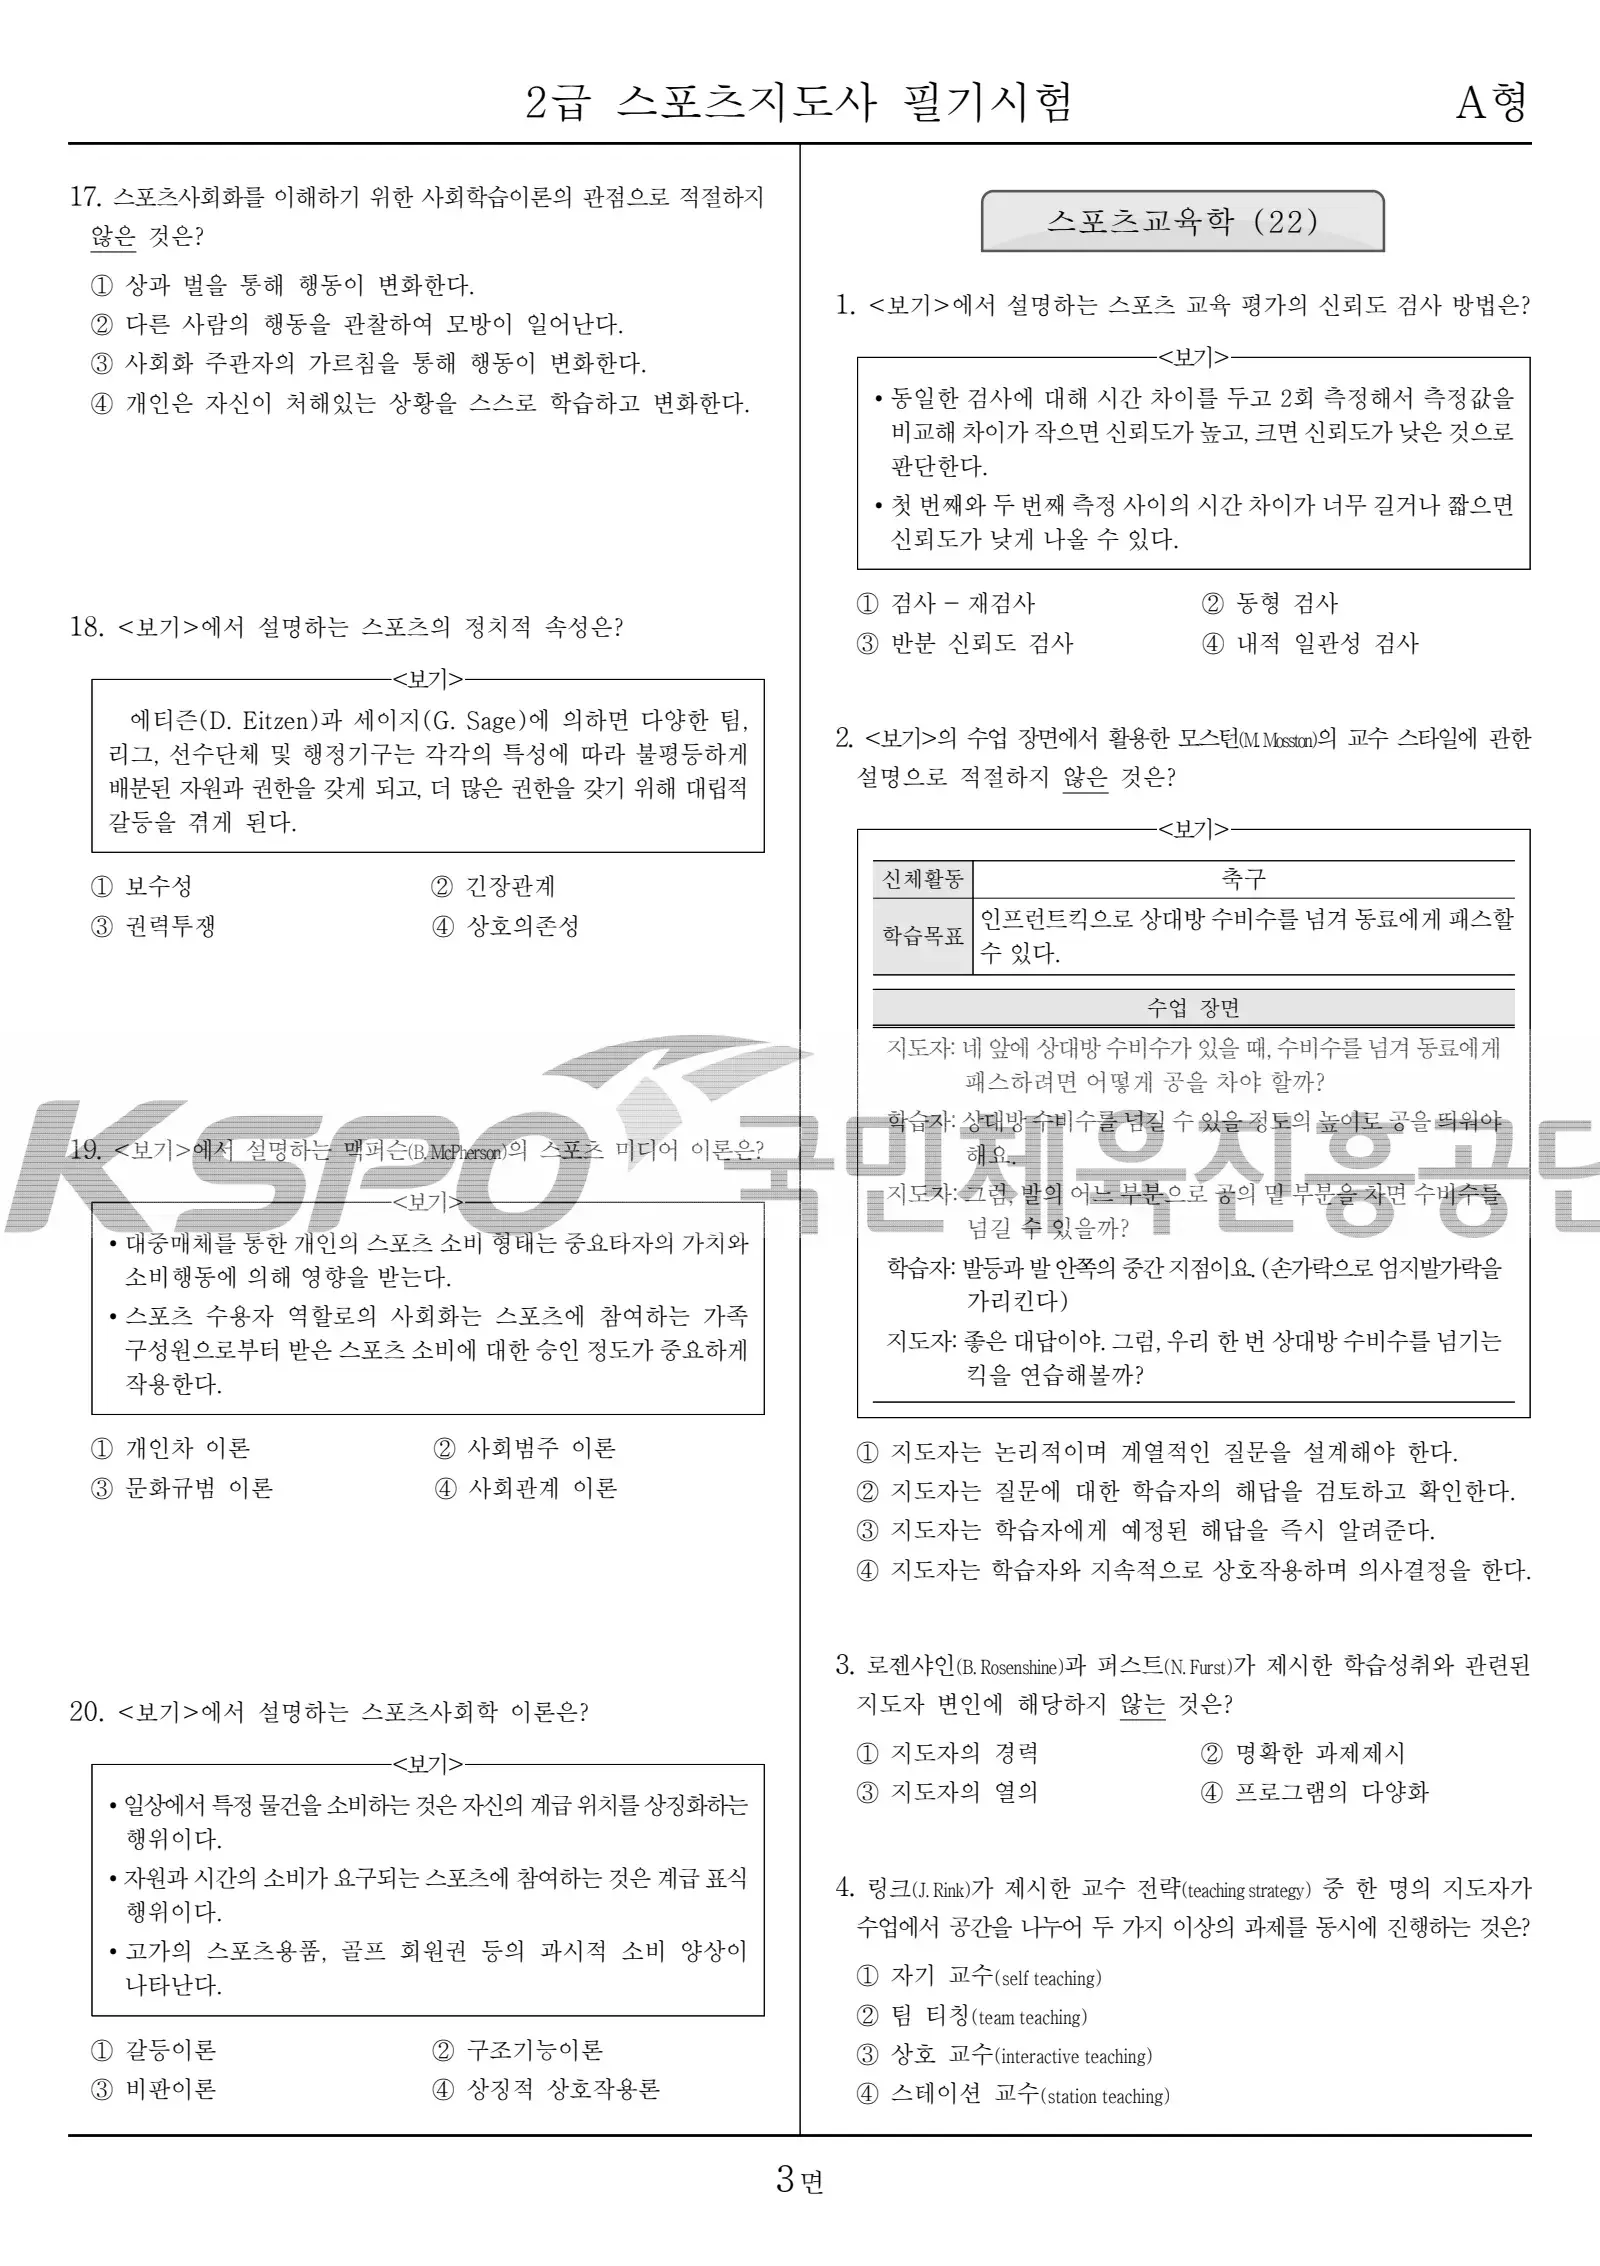 2급 스포츠지도사 필기시험
A형
17. 스포츠사회화를 이해하기 위한 사회학습이론의 관점으로 적절하지
않은 것은?
① 상과 벌을 통해 행동이 변화한다.
② 다른 사람의 행동을 관찰하여 모방이 일어난다.
③ 사회화 주관자의 가르침을 통해 행동이 변화한다.
④ 개인은 자신이 처해있는 상황을 스스로 학습하고 변화한다.
18. <보기>에서 설명하는 스포츠의 정치적 속성은?
<보기>
에티즌(D. Eitzen)과 세이지(G. Sage)에 의하면 다양한 팀,
리그, 선수단체 및 행정기구는 각각의 특성에 따라 불평등하게
배분된 자원과 권한을 갖게 되고, 더 많은 권한을 갖기 위해 대립적
갈등을 겪게 된다.
① 보수성 ② 긴장관계
③ 권력투쟁 ④ 상호의존성
19. <보기>에서 설명하는 맥퍼슨(B. McPherson)의 스포츠 미디어 이론은?
<보기>
• 대중매체를 통한 개인의 스포츠 소비 형태는 중요타자의 가치와
소비행동에 의해 영향을 받는다.
• 스포츠 수용자 역할로의 사회화는 스포츠에 참여하는 가족
구성원으로부터 받은 스포츠 소비에 대한 승인 정도가 중요하게
작용한다.
① 개인차 이론 ② 사회범주 이론
③ 문화규범 이론 ④ 사회관계 이론
20. <보기>에서 설명하는 스포츠사회학 이론은?
<보기>
• 일상에서 특정 물건을 소비하는 것은 자신의 계급 위치를 상징화하는
행위이다.
• 자원과 시간의 소비가 요구되는 스포츠에 참여하는 것은 계급 표식
행위이다.
• 고가의 스포츠용품, 골프 회원권 등의 과시적 소비 양상이
나타난다.
① 갈등이론 ② 구조기능이론
③ 비판이론 ④ 상징적 상호작용론
스포츠교육학 (22)
1. <보기>에서 설명하는 스포츠 교육 평가의 신뢰도 검사 방법은?
<보기>
• 동일한 검사에 대해 시간 차이를 두고 2회 측정해서 측정값을
비교해 차이가 작으면 신뢰도가 높고, 크면 신뢰도가 낮은 것으로
판단한다.
• 첫 번째와 두 번째 측정 사이의 시간 차이가 너무 길거나 짧으면
신뢰도가 낮게 나올 수 있다.
① 검사 – 재검사 ② 동형 검사
③ 반분 신뢰도 검사 ④ 내적 일관성 검사
2. <보기>의 수업 장면에서 활용한 모스턴(M. Mosston)의 교수 스타일에 관한
설명으로 적절하지 않은 것은?
<보기>
신체활동 축구
학습목표 인프런트킥으로 상대방 수비수를 넘겨 동료에게 패스할
수 있다.
수업 장면
지도자: 네 앞에 상대방 수비수가 있을 때, 수비수를 넘겨 동료에게
패스하려면 어떻게 공을 차야 할까?
학습자: 상대방 수비수를 넘길 수 있을 정도의 높이로 공을 띄워야
해요.
지도자: 그럼, 발의 어느 부분으로 공의 밑 부분을 차면 수비수를
넘길 수 있을까?
학습자: 발등과 발 안쪽의 중간 지점이요. (손가락으로 엄지발가락을
가리킨다)
지도자: 좋은 대답이야. 그럼, 우리 한 번 상대방 수비수를 넘기는
킥을 연습해볼까?
① 지도자는 논리적이며 계열적인 질문을 설계해야 한다.
② 지도자는 질문에 대한 학습자의 해답을 검토하고 확인한다.
③ 지도자는 학습자에게 예정된 해답을 즉시 알려준다.
④ 지도자는 학습자와 지속적으로 상호작용하며 의사결정을 한다.
3. 로젠샤인(B. Rosenshine)과 퍼스트(N. Furst)가 제시한 학습성취와 관련된
지도자 변인에 해당하지 않는 것은?
① 지도자의 경력 ② 명확한 과제제시
③ 지도자의 열의 ④ 프로그램의 다양화
4. 링크(J. Rink)가 제시한 교수 전략(teaching strategy) 중 한 명의 지도자가
수업에서 공간을 나누어 두 가지 이상의 과제를 동시에 진행하는 것은?
① 자기 교수(self teaching)
② 팀 티칭(team teaching)
③ 상호 교수(interactive teaching)
④ 스테이션 교수(station teaching)
KSPO 국민체육진흥공단
3면